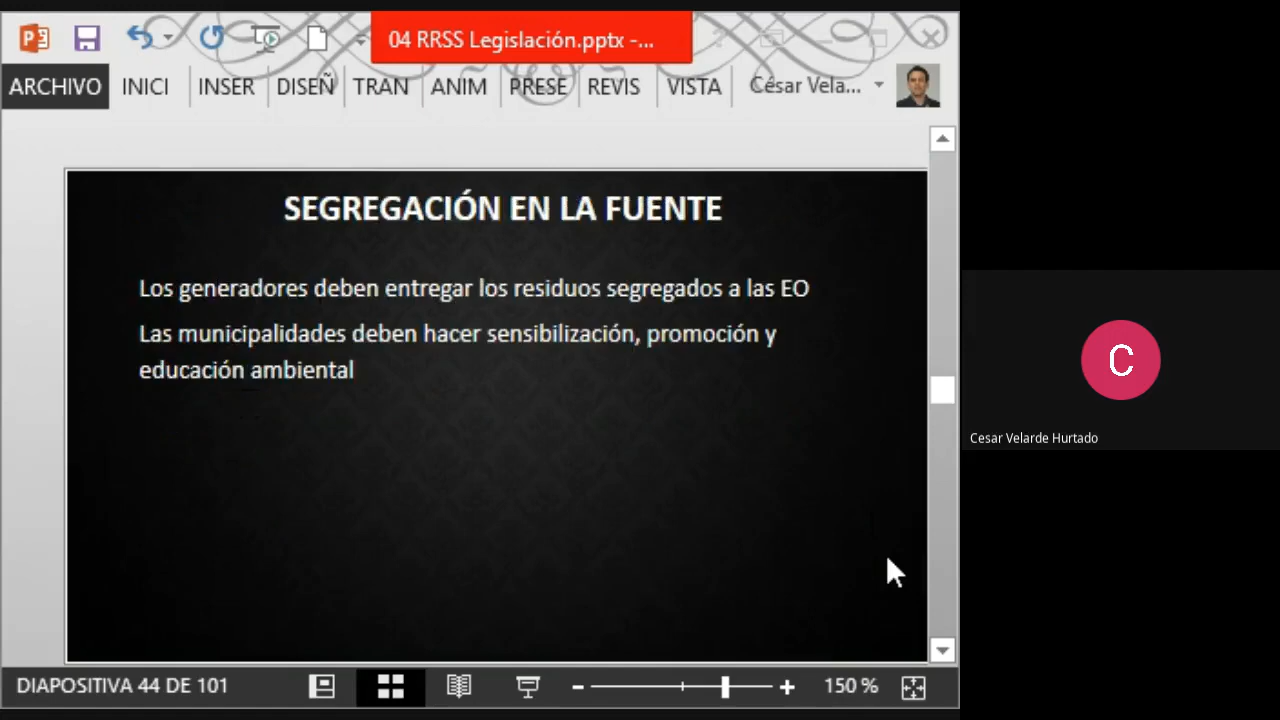 04 RRSS Legislación.pptx -...
ARCHIVO INICI INSER DISEÑ TRAN ANIM PRESE REVIS VISTA César Vela...
SEGREGACIÓN EN LA FUENTE
Los generadores deben entregar los residuos segregados a las EO
Las municipalidades deben hacer sensibilización, promoción y
educación ambiental
C
Cesar Velarde Hurtado
DIAPOSITIVA 44 DE 101
150 %